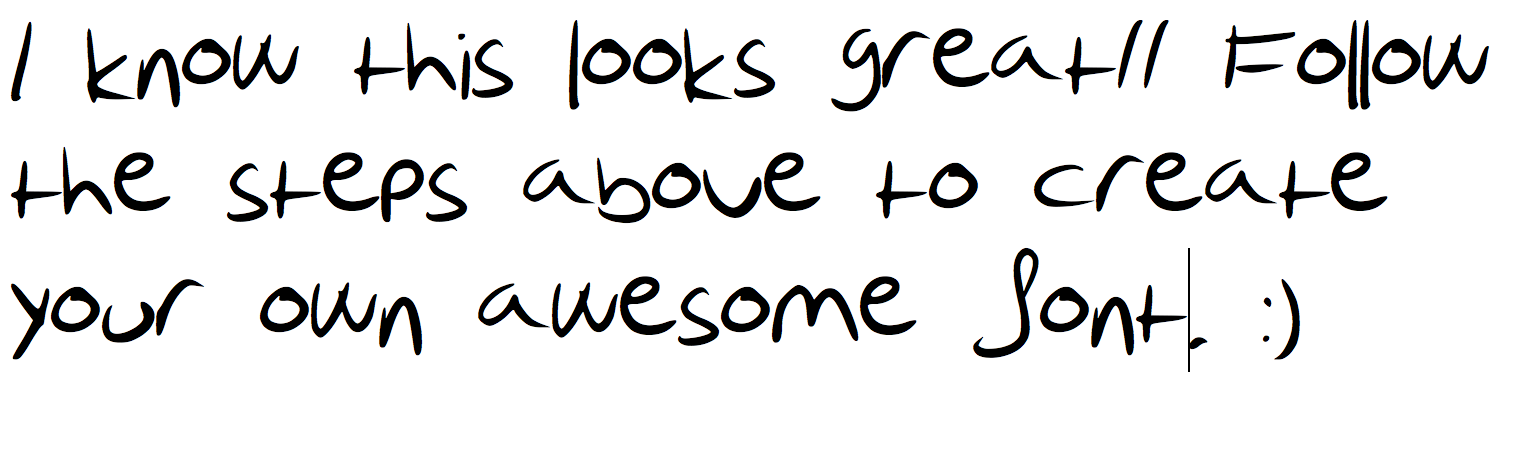 I know this looks great!! Follow
the steps above to create
your own awesome font. :)